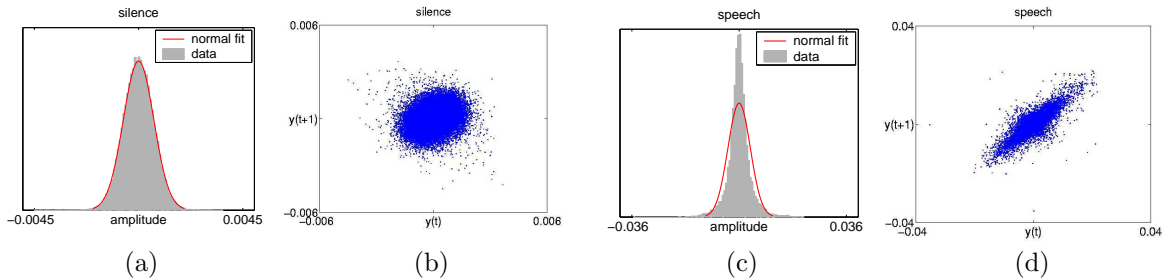 silence
normal fit
data
-0.0045
amplitude
0.0045
(a)
silence
0.006
y(t+1)
-0.006
-0.006
y(t)
0.006
(b)
speech
normal fit
data
-0.036
amplitude
0.036
(c)
speech
0.04
y(t+1)
-0.04
-0.04
y(t)
0.04
(d)